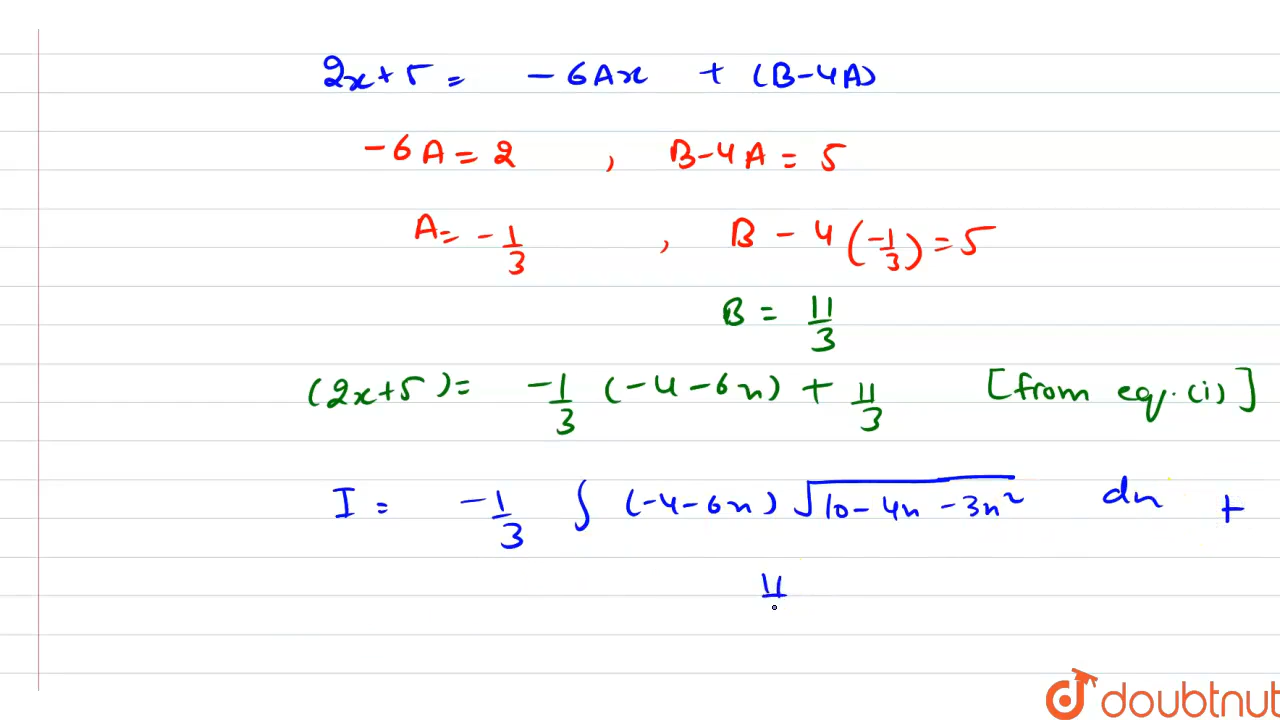 2x+5 = -6Ax + (B-4A)
-6A = 2 , B-4A = 5
A = -1/3 , B - 4(-1/3) = 5
B = 11/3
(2x+5) = -1/3 (-4-6x) + 11/3 [from eq.(i)]
I = -1/3 ∫ (-4-6x) √(10-4x-3x²) dx +
11
doubtnut